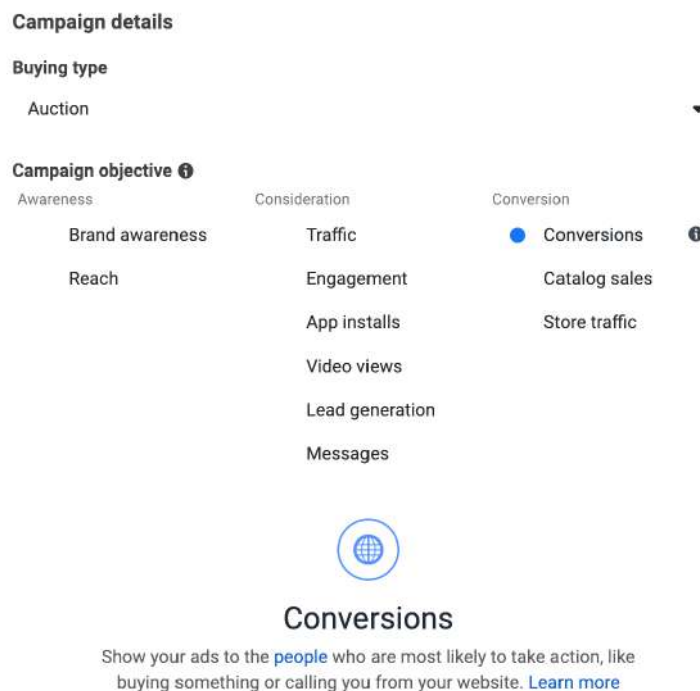 Campaign details
Buying type
Auction
Campaign objective
Awareness
Brand awareness
Reach
Consideration
Traffic
Engagement
App installs
Video views
Lead generation
Messages
Conversion
Conversions
Catalog sales
Store traffic
Conversions
Show your ads to the people who are most likely to take action, like
buying something or calling you from your website. Learn more